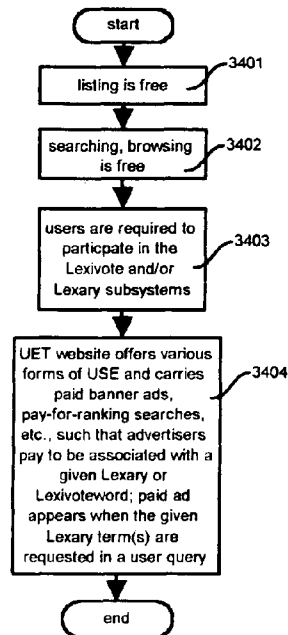 start
listing is free
3401
searching, browsing
is free
3402
users are required to
particpate in the
Lexivote and/or
Lexary subsystems
3403
UET website offers various
forms of USE and carries
paid banner ads,
pay-for-ranking searches,
etc., such that advertisers
pay to be associated with a
given Lexary or
Lexivoteword; paid ad
appears when the given
Lexary term(s) are
requested in a user query
3404
end